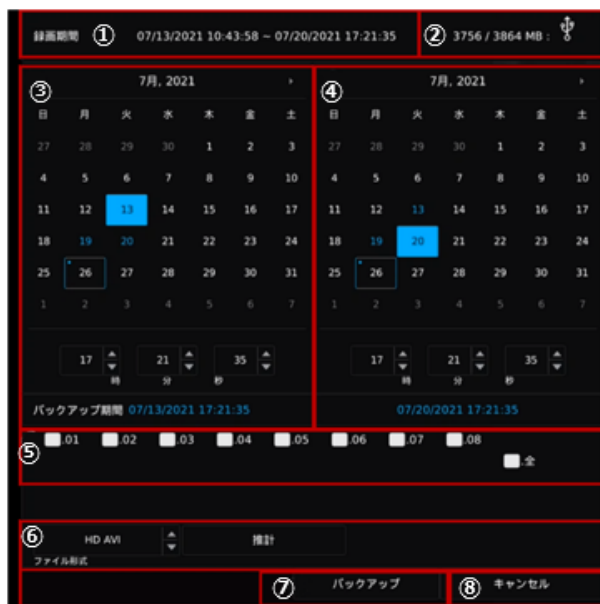 録画期間 ① 07/13/2021 10:43:58 ~ 07/20/2021 17:21:35 ② 3756 / 3864 MB :
③ 7月, 2021 ›
日 月 火 水 木 金 土
27 28 29 30 1 2 3
4 5 6 7 8 9 10
11 12 13 14 15 16 17
18 19 20 21 22 23 24
25 26 27 28 29 30 31
1 2 3 4 5 6 7
17 21 35
時 分 秒
バックアップ期間 07/13/2021 17:21:35
④ 7月, 2021 ›
日 月 火 水 木 金 土
27 28 29 30 1 2 3
4 5 6 7 8 9 10
11 12 13 14 15 16 17
18 19 20 21 22 23 24
25 26 27 28 29 30 31
1 2 3 4 5 6 7
17 21 35
時 分 秒
07/20/2021 17:21:35
⑤ .01 .02 .03 .04 .05 .06 .07 .08
.全
⑥ HD AVI 推計
ファイル形式
⑦ バックアップ ⑧ キャンセル